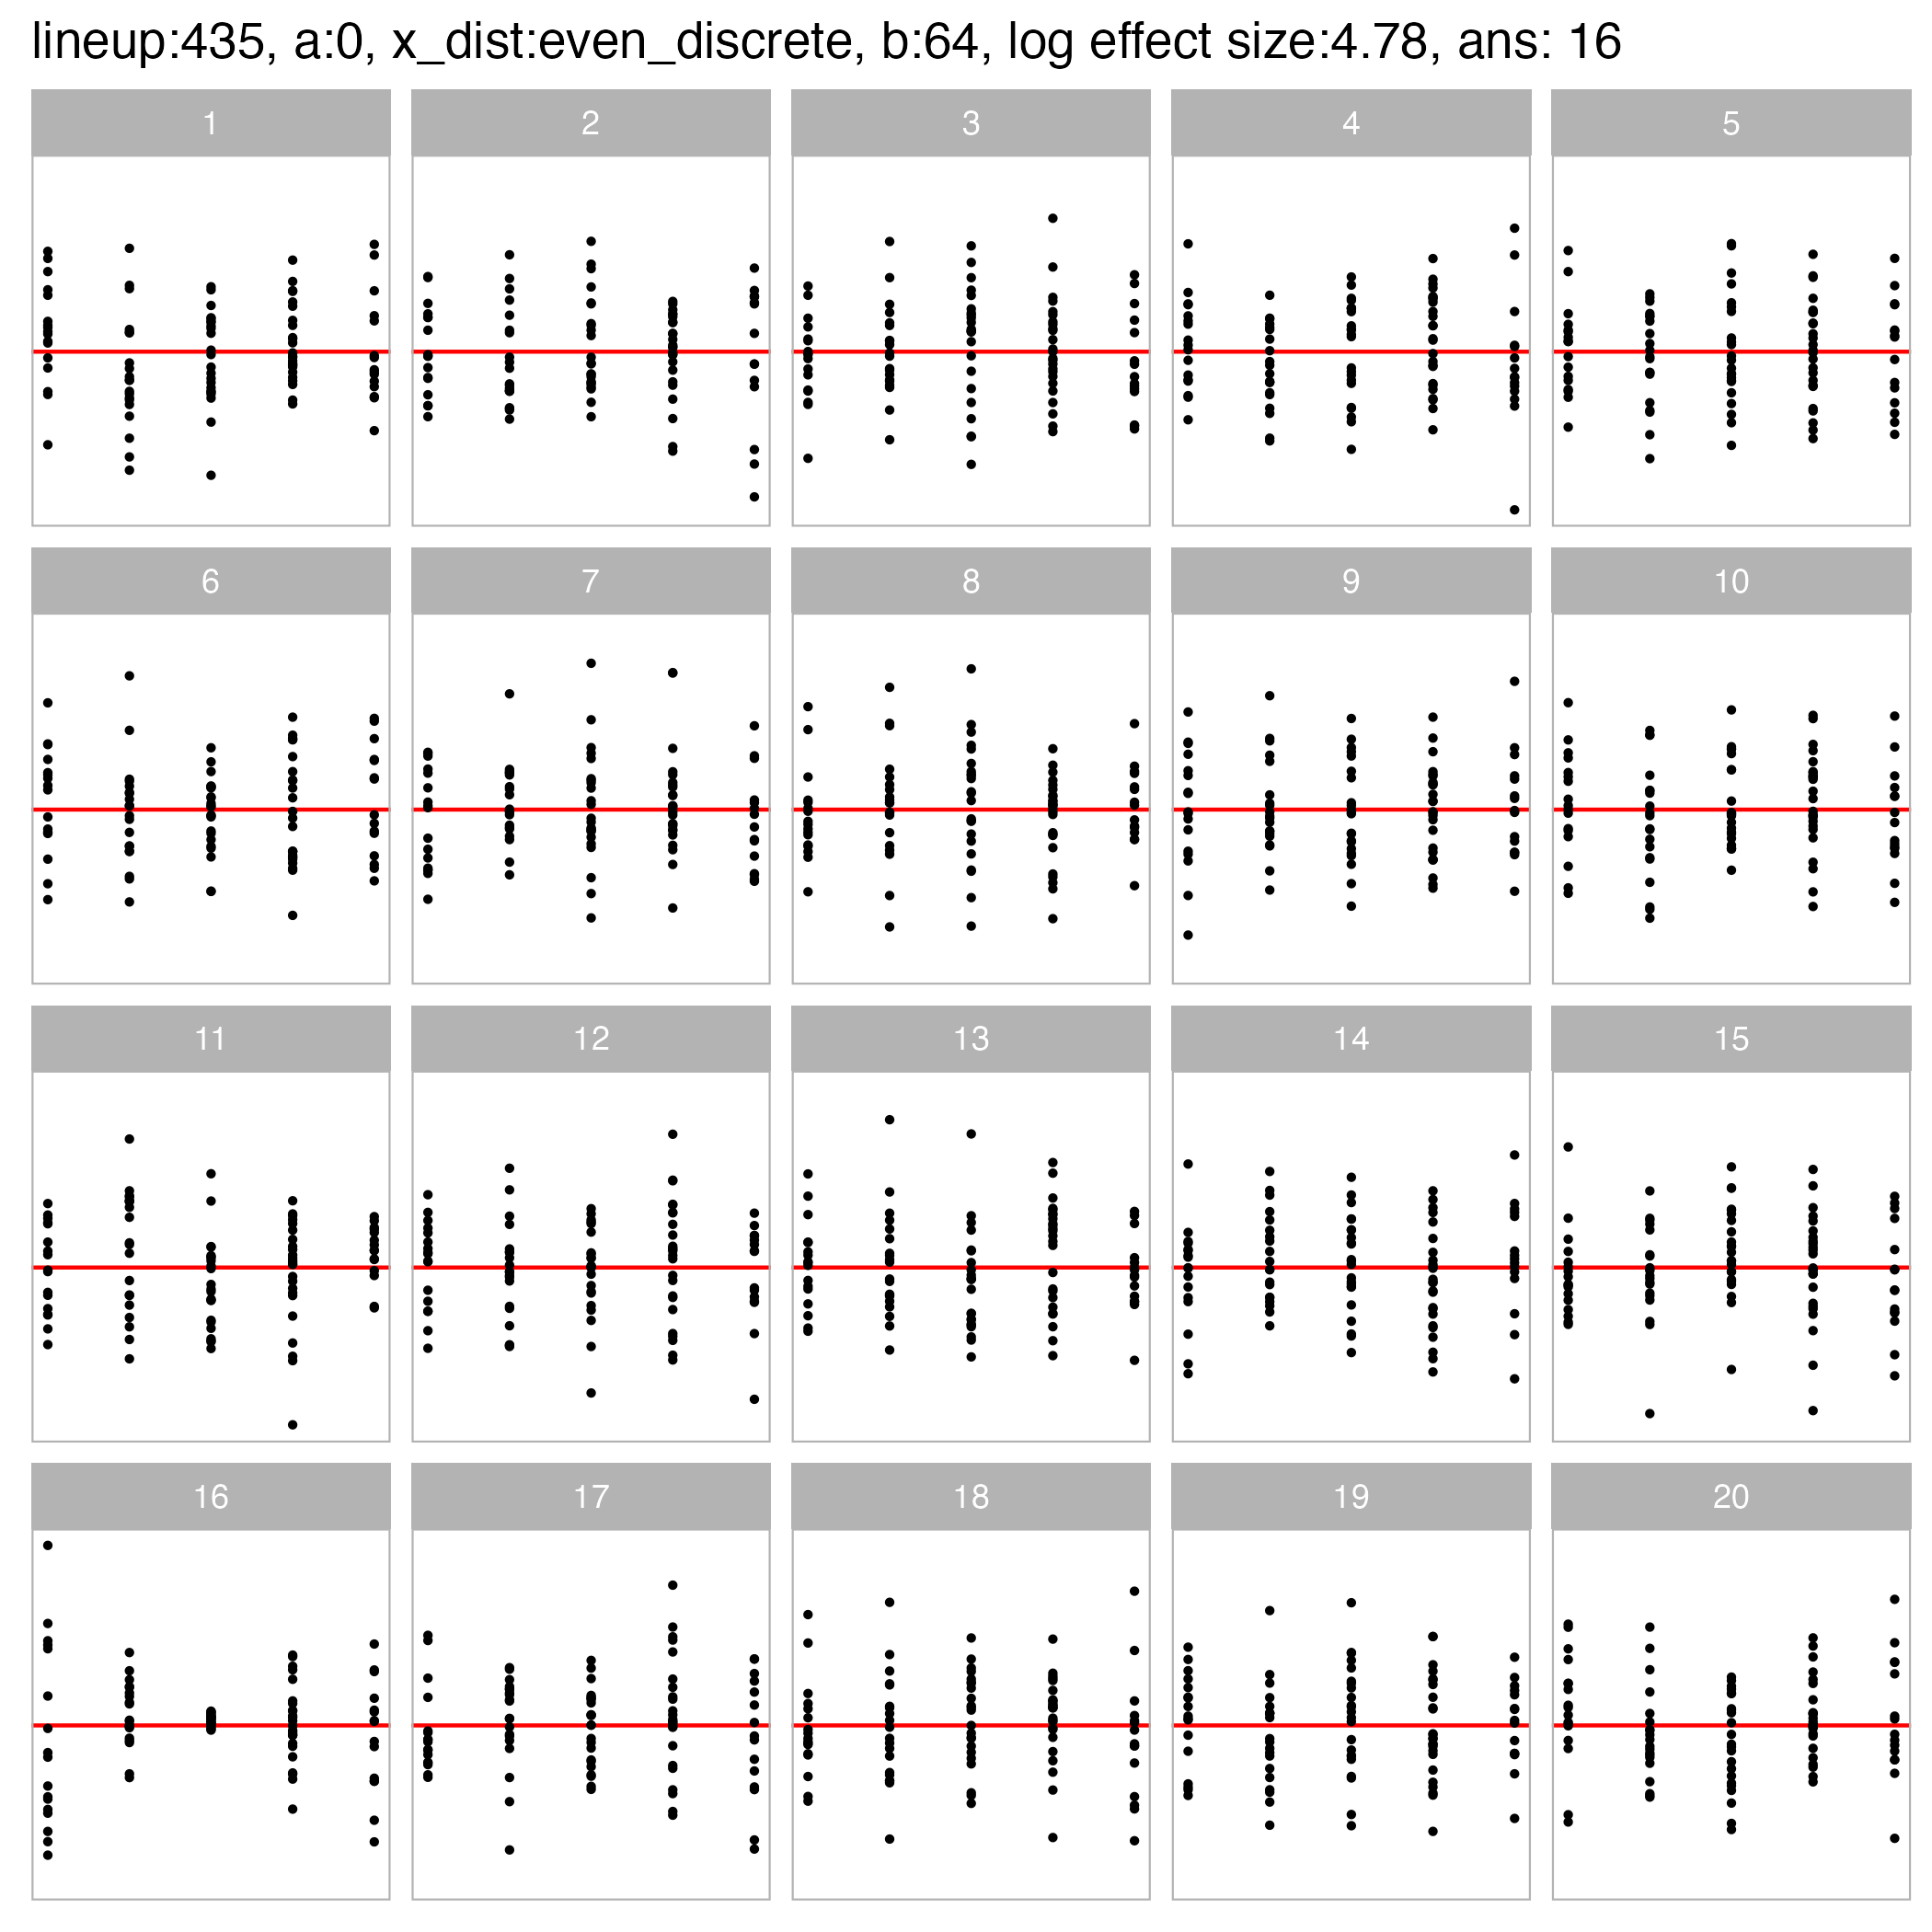 lineup:435, a:0, x_dist:even_discrete, b:64, log effect size:4.78, ans: 16
1 2 3 4 5
6 7 8 9 10
11 12 13 14 15
16 17 18 19 20